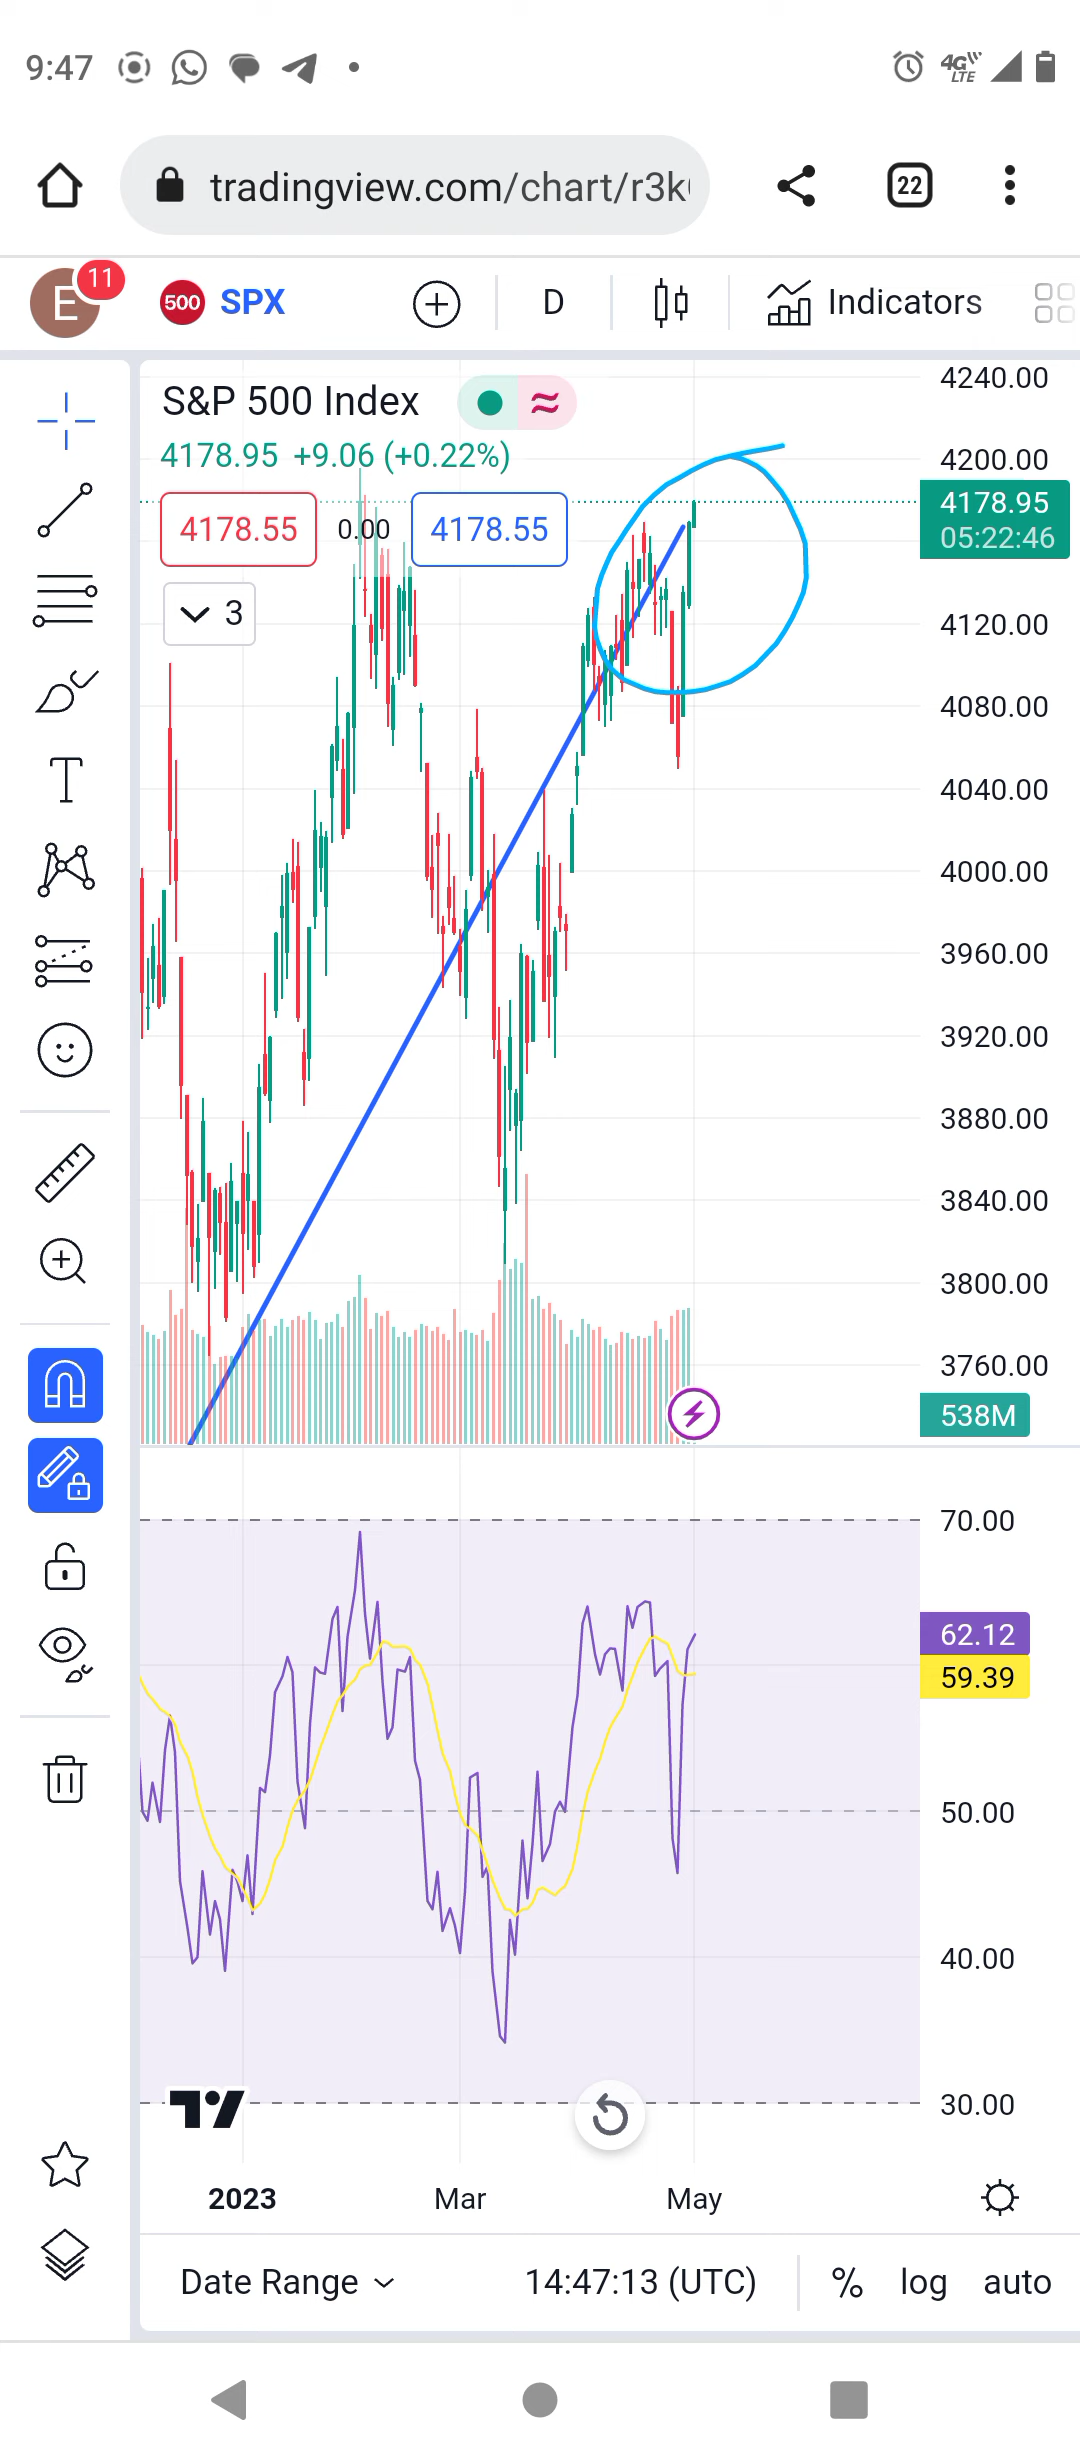 9:47
4G
LTE
tradingview.com/chart/r3k
22
E
11
500
SPX
D
Indicators
S&P 500 Index
4178.95 +9.06 (+0.22%)
4178.55
0.00
4178.55
3
4240.00
4200.00
4178.95
05:22:46
4120.00
4080.00
4040.00
4000.00
3960.00
3920.00
3880.00
3840.00
3800.00
3760.00
538M
70.00
62.12
59.39
50.00
40.00
30.00
2023
Mar
May
Date Range
14:47:13 (UTC)
%
log
auto